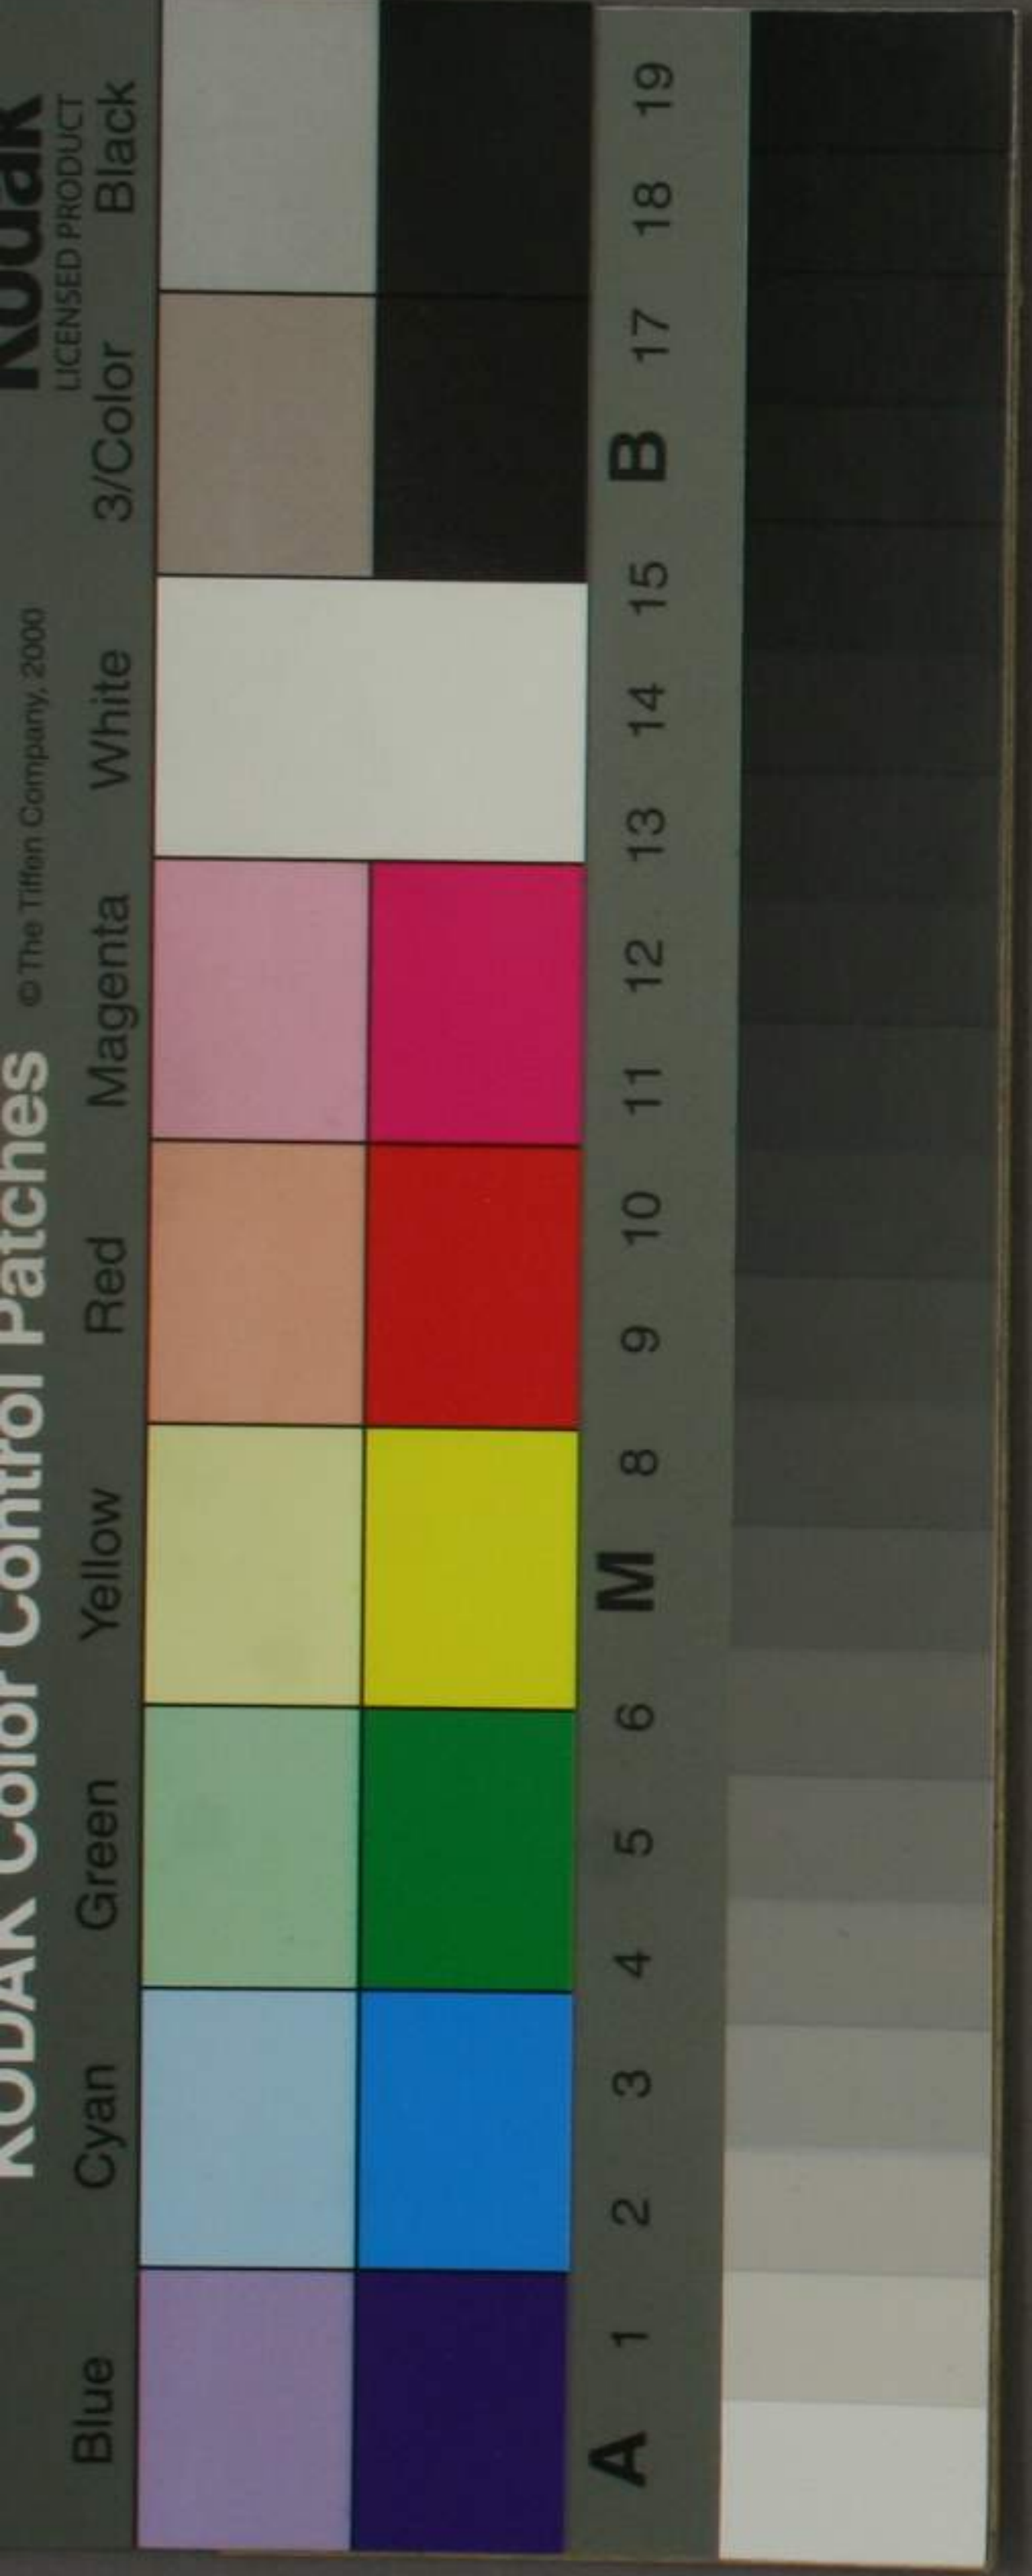 KODAK Color Control Patches © The Tiffen Company, 2000
Kodak
LICENSED PRODUCT
Blue Cyan Green Yellow Red Magenta White 3/Color Black
A 1 2 3 4 5 6 M 8 9 10 11 12 13 14 15 B 17 18 19